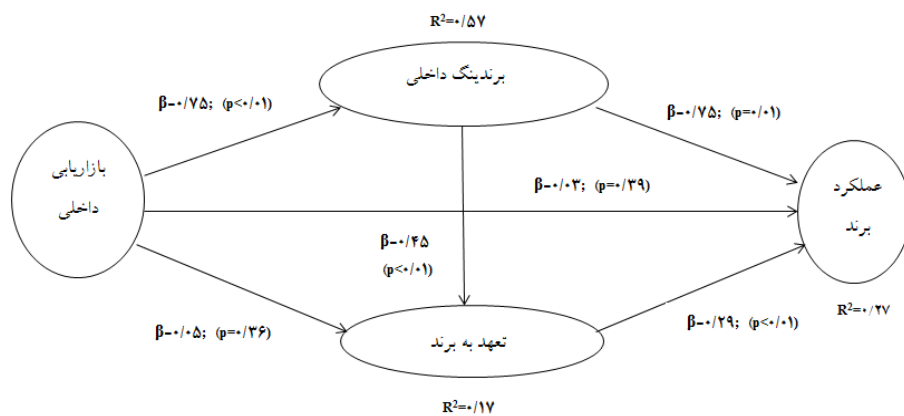 R²=۰/۵۷
برندینگ داخلی
β=۰/۷۵; (p<۰/۰۱)
β=۰/۷۵; (p=۰/۰۱)
بازاریابی
داخلی
β=۰/۰۳; (p=۰/۳۹)
عملکرد
برند
β=۰/۴۵
(p<۰/۰۱)
R²=۰/۲۷
β=۰/۰۵; (p=۰/۳۶)
β=۰/۲۹; (p<۰/۰۱)
تعهد به برند
R²=۰/۱۷